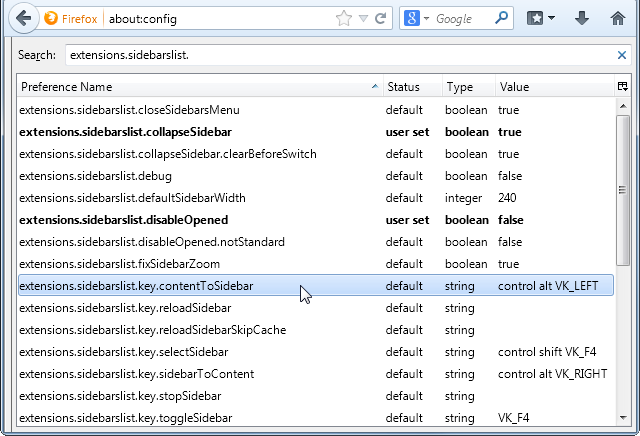 Firefox about:config Google
Search: extensions.sidebarslist.
Preference Name Status Type Value
extensions.sidebarslist.closeSidebarsMenu default boolean true
extensions.sidebarslist.collapseSidebar user set boolean true
extensions.sidebarslist.collapseSidebar.clearBeforeSwitch default boolean true
extensions.sidebarslist.debug default boolean false
extensions.sidebarslist.defaultSidebarWidth default integer 240
extensions.sidebarslist.disableOpened user set boolean false
extensions.sidebarslist.disableOpened.notStandard default boolean false
extensions.sidebarslist.fixSidebarZoom default boolean true
extensions.sidebarslist.key.contentToSidebar default string control alt VK_LEFT
extensions.sidebarslist.key.reloadSidebar default string
extensions.sidebarslist.key.reloadSidebarSkipCache default string
extensions.sidebarslist.key.selectSidebar default string control shift VK_F4
extensions.sidebarslist.key.sidebarToContent default string control alt VK_RIGHT
extensions.sidebarslist.key.stopSidebar default string
extensions.sidebarslist.key.toggleSidebar default string VK_F4